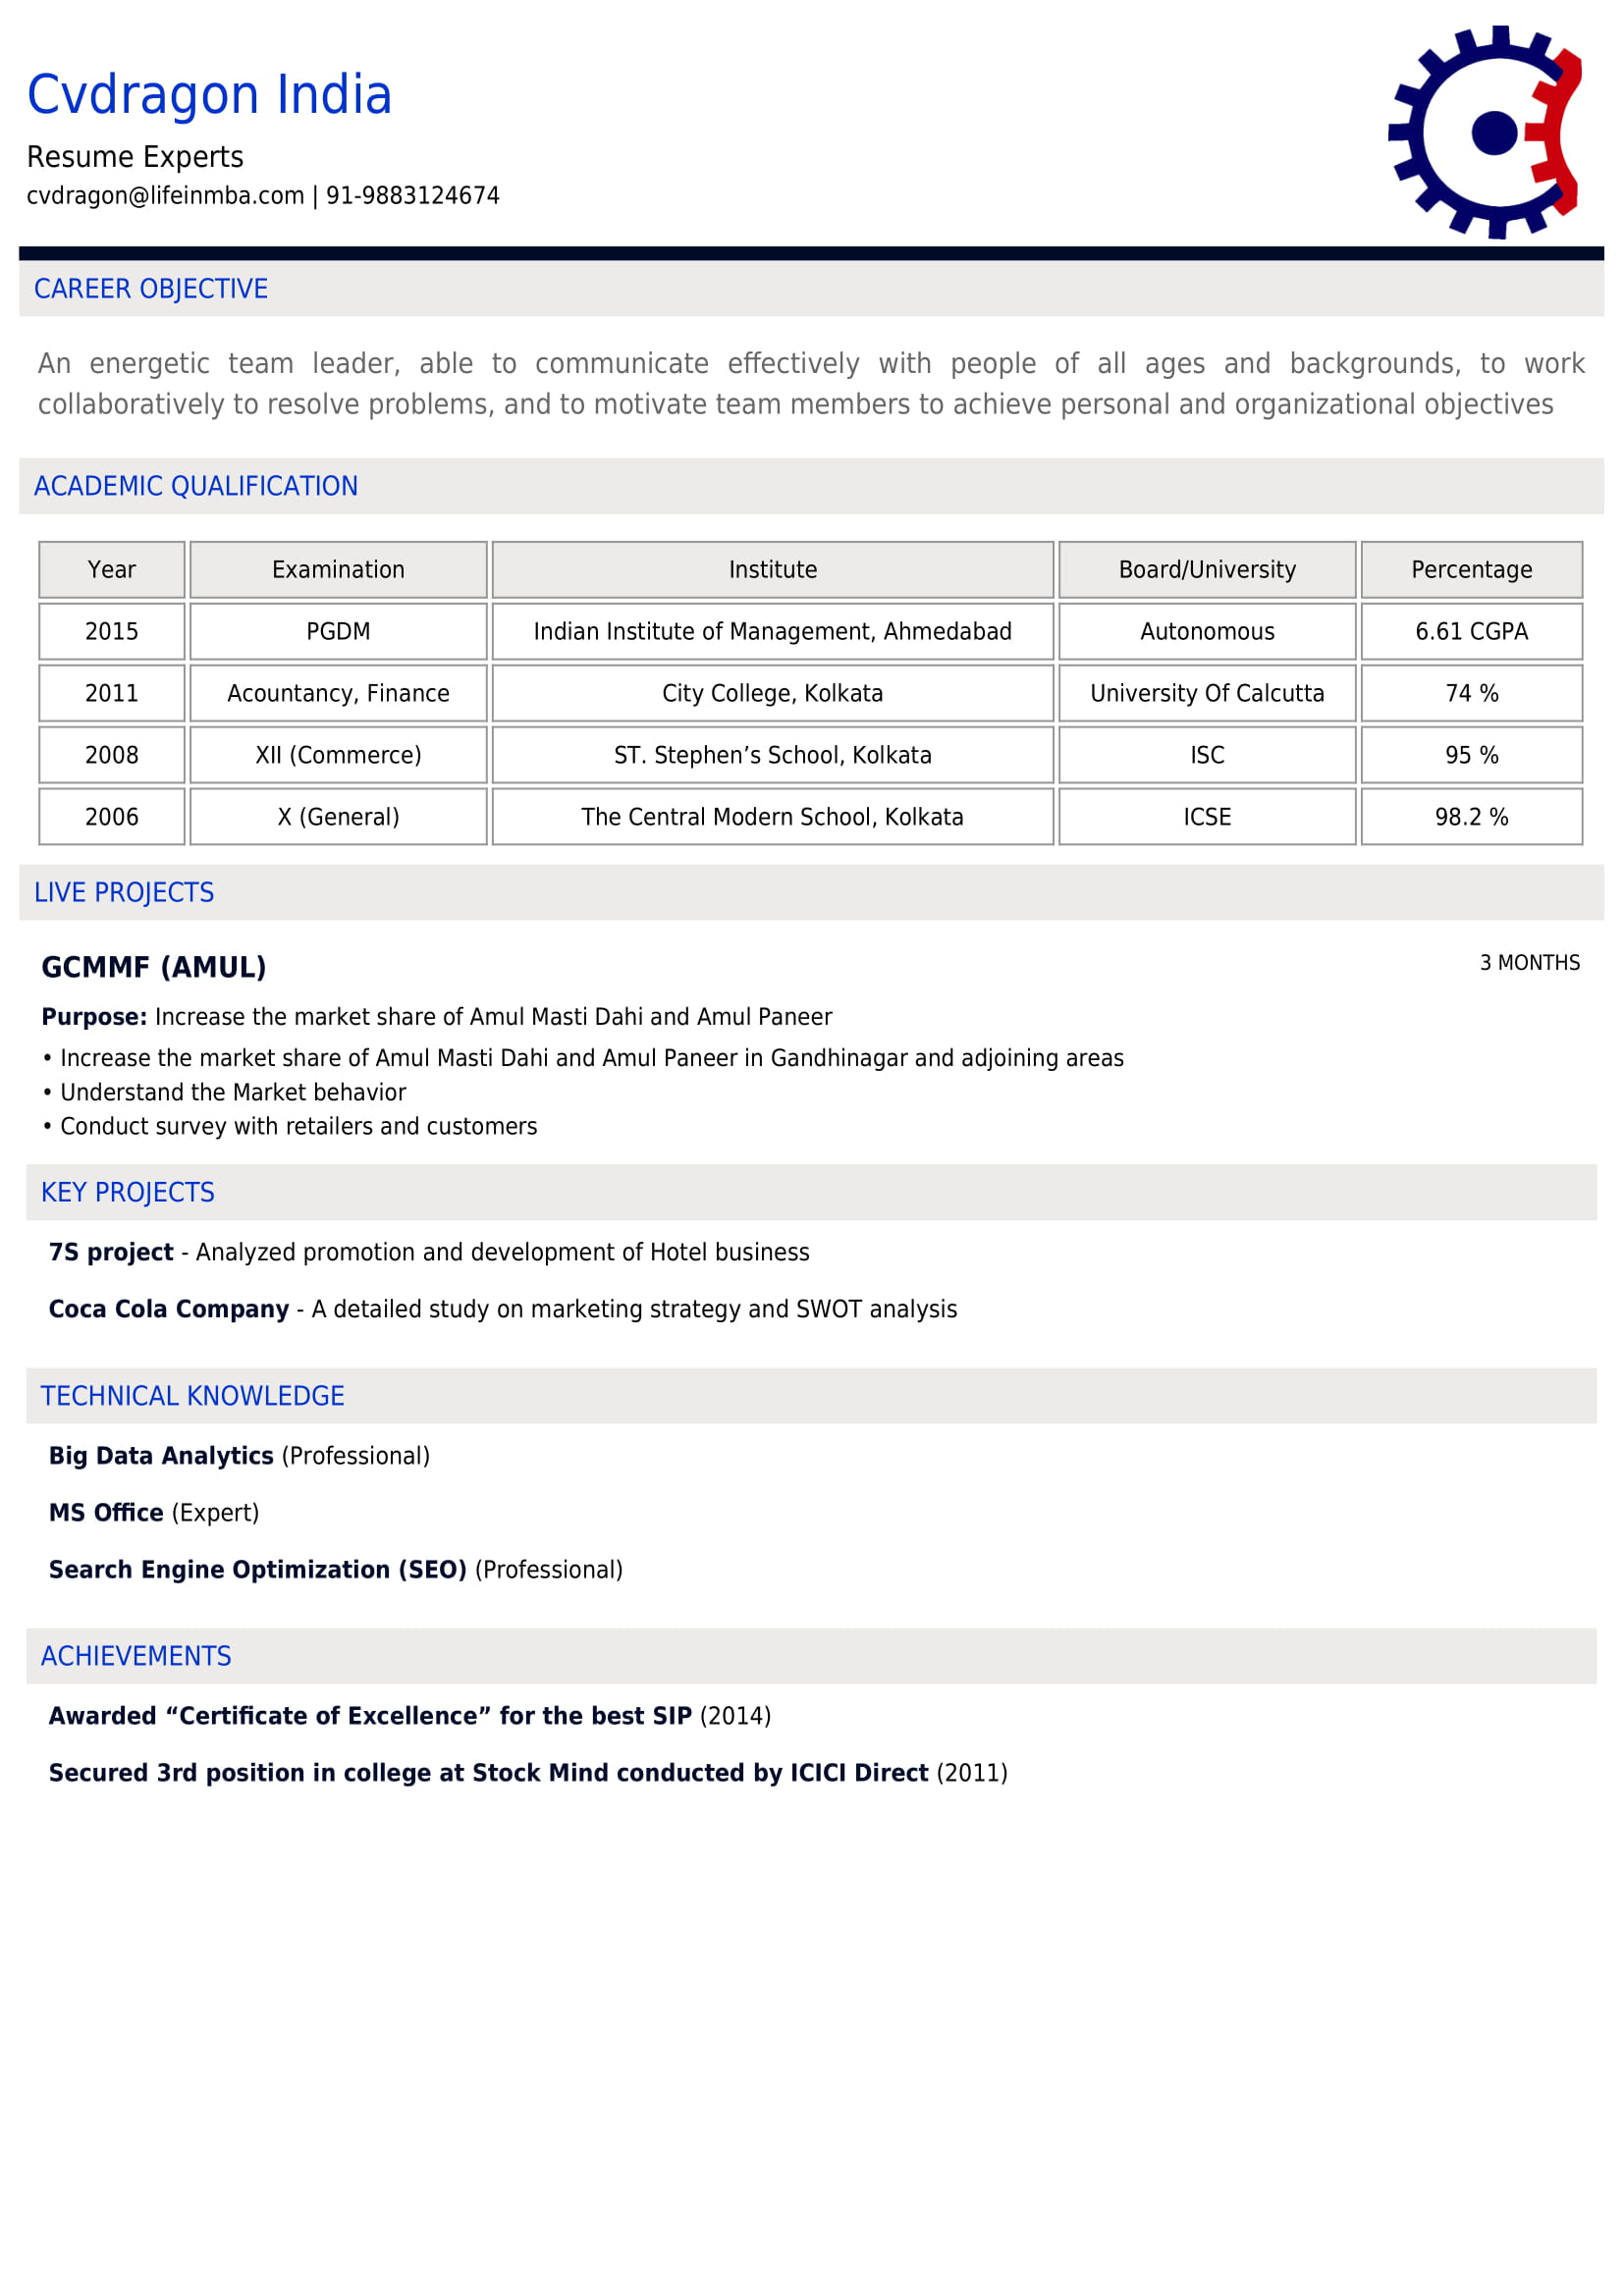 Cvdragon India
Resume Experts
cvdragon@lifeinmba.com | 91-9883124674
CAREER OBJECTIVE
An energetic team leader, able to communicate effectively with people of all ages and backgrounds, to work
collaboratively to resolve problems, and to motivate team members to achieve personal and organizational objectives
ACADEMIC QUALIFICATION
Year Examination Institute Board/University Percentage
2015 PGDM Indian Institute of Management, Ahmedabad Autonomous 6.61 CGPA
2011 Acountancy, Finance City College, Kolkata University Of Calcutta 74 %
2008 XII (Commerce) ST. Stephen’s School, Kolkata ISC 95 %
2006 X (General) The Central Modern School, Kolkata ICSE 98.2 %
LIVE PROJECTS
GCMMF (AMUL) 3 MONTHS
Purpose: Increase the market share of Amul Masti Dahi and Amul Paneer
• Increase the market share of Amul Masti Dahi and Amul Paneer in Gandhinagar and adjoining areas
• Understand the Market behavior
• Conduct survey with retailers and customers
KEY PROJECTS
7S project - Analyzed promotion and development of Hotel business
Coca Cola Company - A detailed study on marketing strategy and SWOT analysis
TECHNICAL KNOWLEDGE
Big Data Analytics (Professional)
MS Office (Expert)
Search Engine Optimization (SEO) (Professional)
ACHIEVEMENTS
Awarded “Certificate of Excellence” for the best SIP (2014)
Secured 3rd position in college at Stock Mind conducted by ICICI Direct (2011)